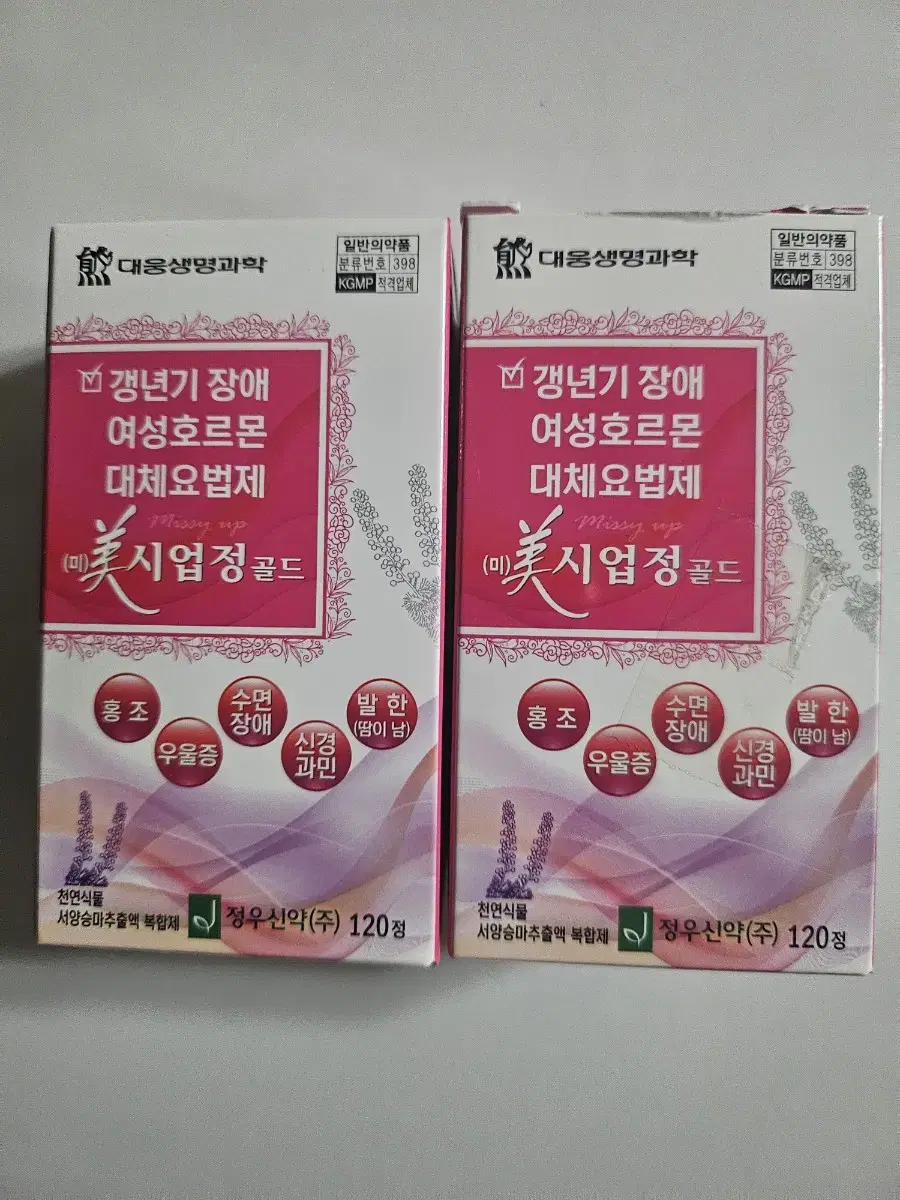 대웅생명과학
일반의약품
분류번호 398
KGMP 적격업체
갱년기 장애
여성호르몬
대체요법제
Missy up
(미)美시업정골드
홍조
우울증
수면
장애
신경
과민
발한
(땀이 남)
천연식물
서양승마추출액 복합제
정우신약(주) 120정
대웅생명과학
일반의약품
분류번호 398
KGMP 적격업체
갱년기 장애
여성호르몬
대체요법제
Missy up
(미)美시업정골드
홍조
우울증
수면
장애
신경
과민
발한
(땀이 남)
천연식물
서양승마추출액 복합제
정우신약(주) 120정